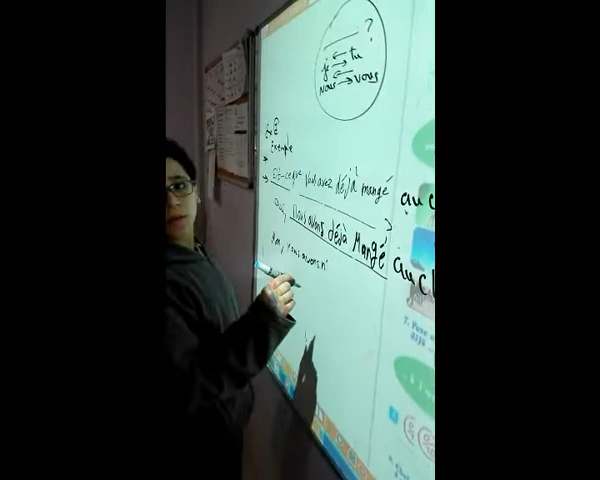 ?
je tu
nous vous
Exemple
Est-ce que vous avez déjà mangé au c
Oui, Nous avons déjà Mangé au c
Non, nous avons n'
7.